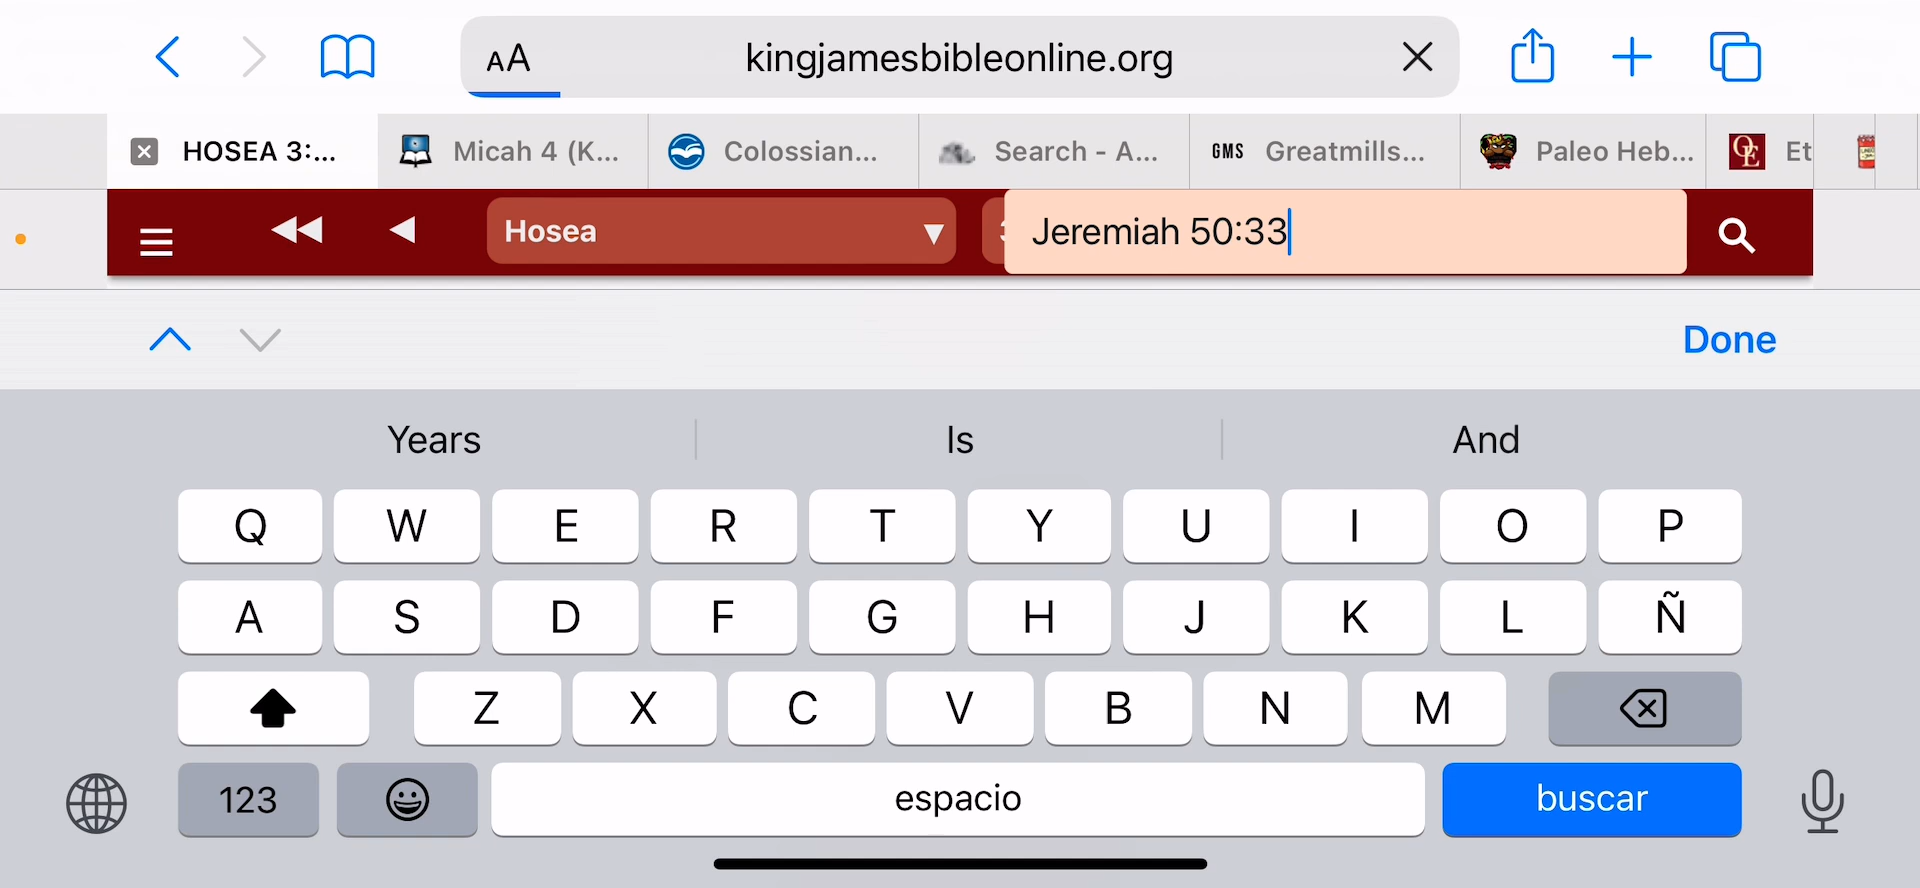 AA kingjamesbibleonline.org
HOSEA 3:... Micah 4 (K... Colossian... Search - A... GMS Greatmills... Paleo Heb... OE Et
Hosea Jeremiah 50:33
Done
Years Is And
Q W E R T Y U I O P
A S D F G H J K L Ñ
Z X C V B N M
123 espacio buscar